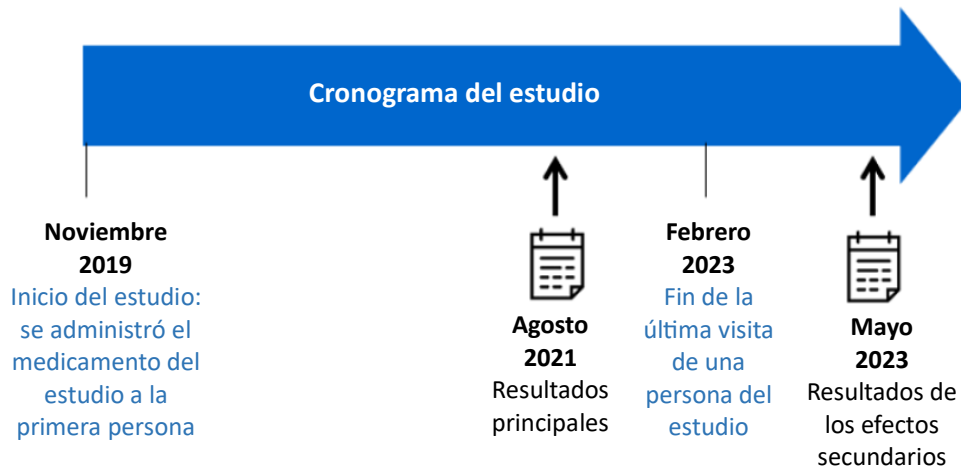 Cronograma del estudio
Noviembre
2019
Inicio del estudio:
se administró el
medicamento del
estudio a la
primera persona
Agosto
2021
Resultados
principales
Febrero
2023
Fin de la
última visita
de una
persona del
estudio
Mayo
2023
Resultados de
los efectos
secundarios